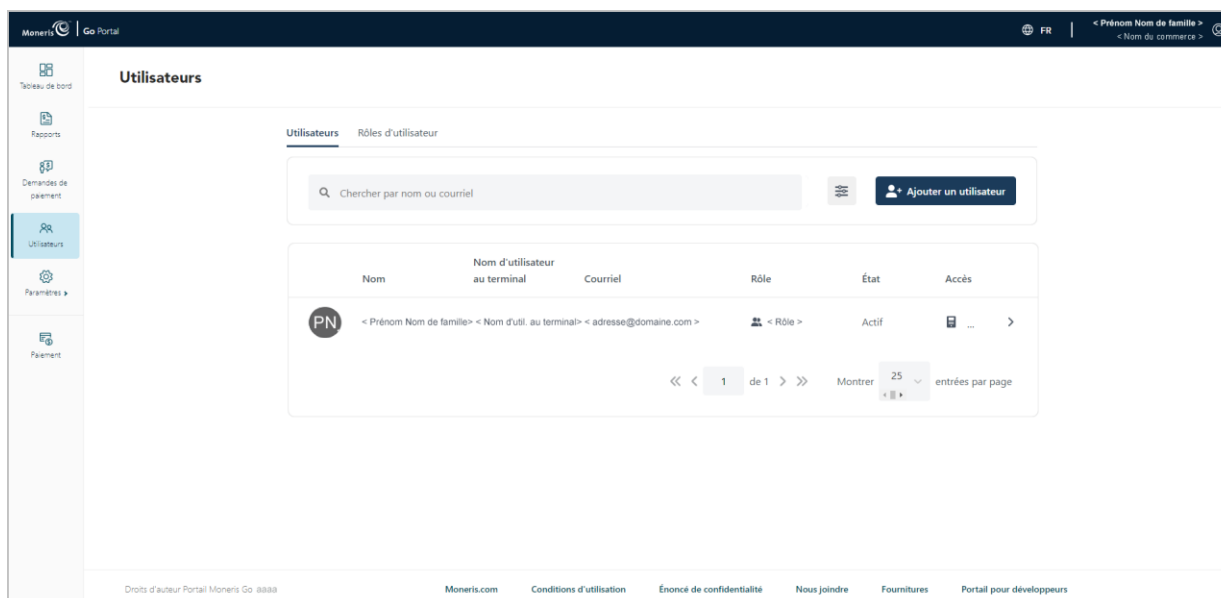 Moneris Go Portal
FR
< Prénom Nom de famille >
< Nom du commerce >
Tableau de bord
Rapports
Demandes de
paiement
Utilisateurs
Paramètres
Paiement
Utilisateurs
Utilisateurs Rôles d'utilisateur
Chercher par nom ou courriel
Ajouter un utilisateur
Nom
Nom d'utilisateur
au terminal
Courriel
Rôle
État
Accès
PN
< Prénom Nom de famille> < Nom d'util. au terminal> < adresse@domaine.com >
< Rôle >
Actif
...
1 de 1
Montrer 25 entrées par page
Droits d'auteur Portail Moneris Go aaaa
Moneris.com Conditions d'utilisation Énoncé de confidentialité Nous joindre Fournitures Portail pour développeurs